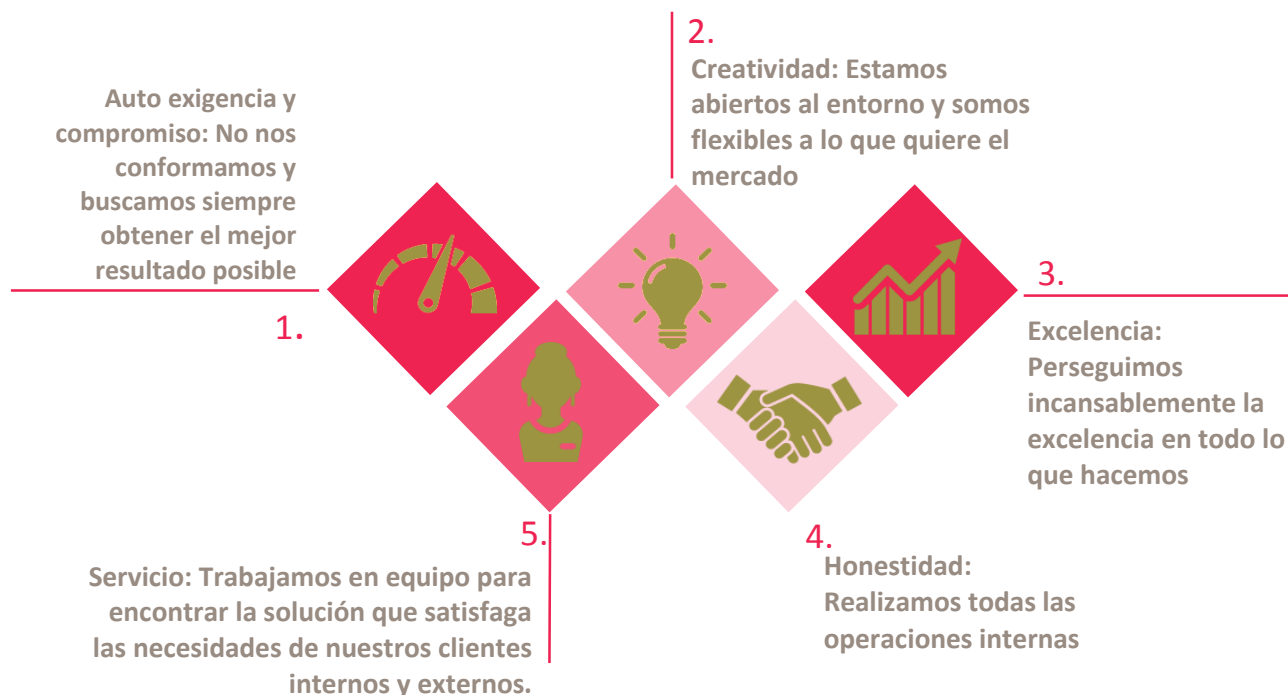 1.
Auto exigencia y
compromiso: No nos
conformamos y
buscamos siempre
obtener el mejor
resultado posible
2.
Creatividad: Estamos
abiertos al entorno y somos
flexibles a lo que quiere el
mercado
3.
Excelencia:
Perseguimos
incansablemente la
excelencia en todo lo
que hacemos
4.
Honestidad:
Realizamos todas las
operaciones internas
5.
Servicio: Trabajamos en equipo para
encontrar la solución que satisfaga
las necesidades de nuestros clientes
internos y externos.